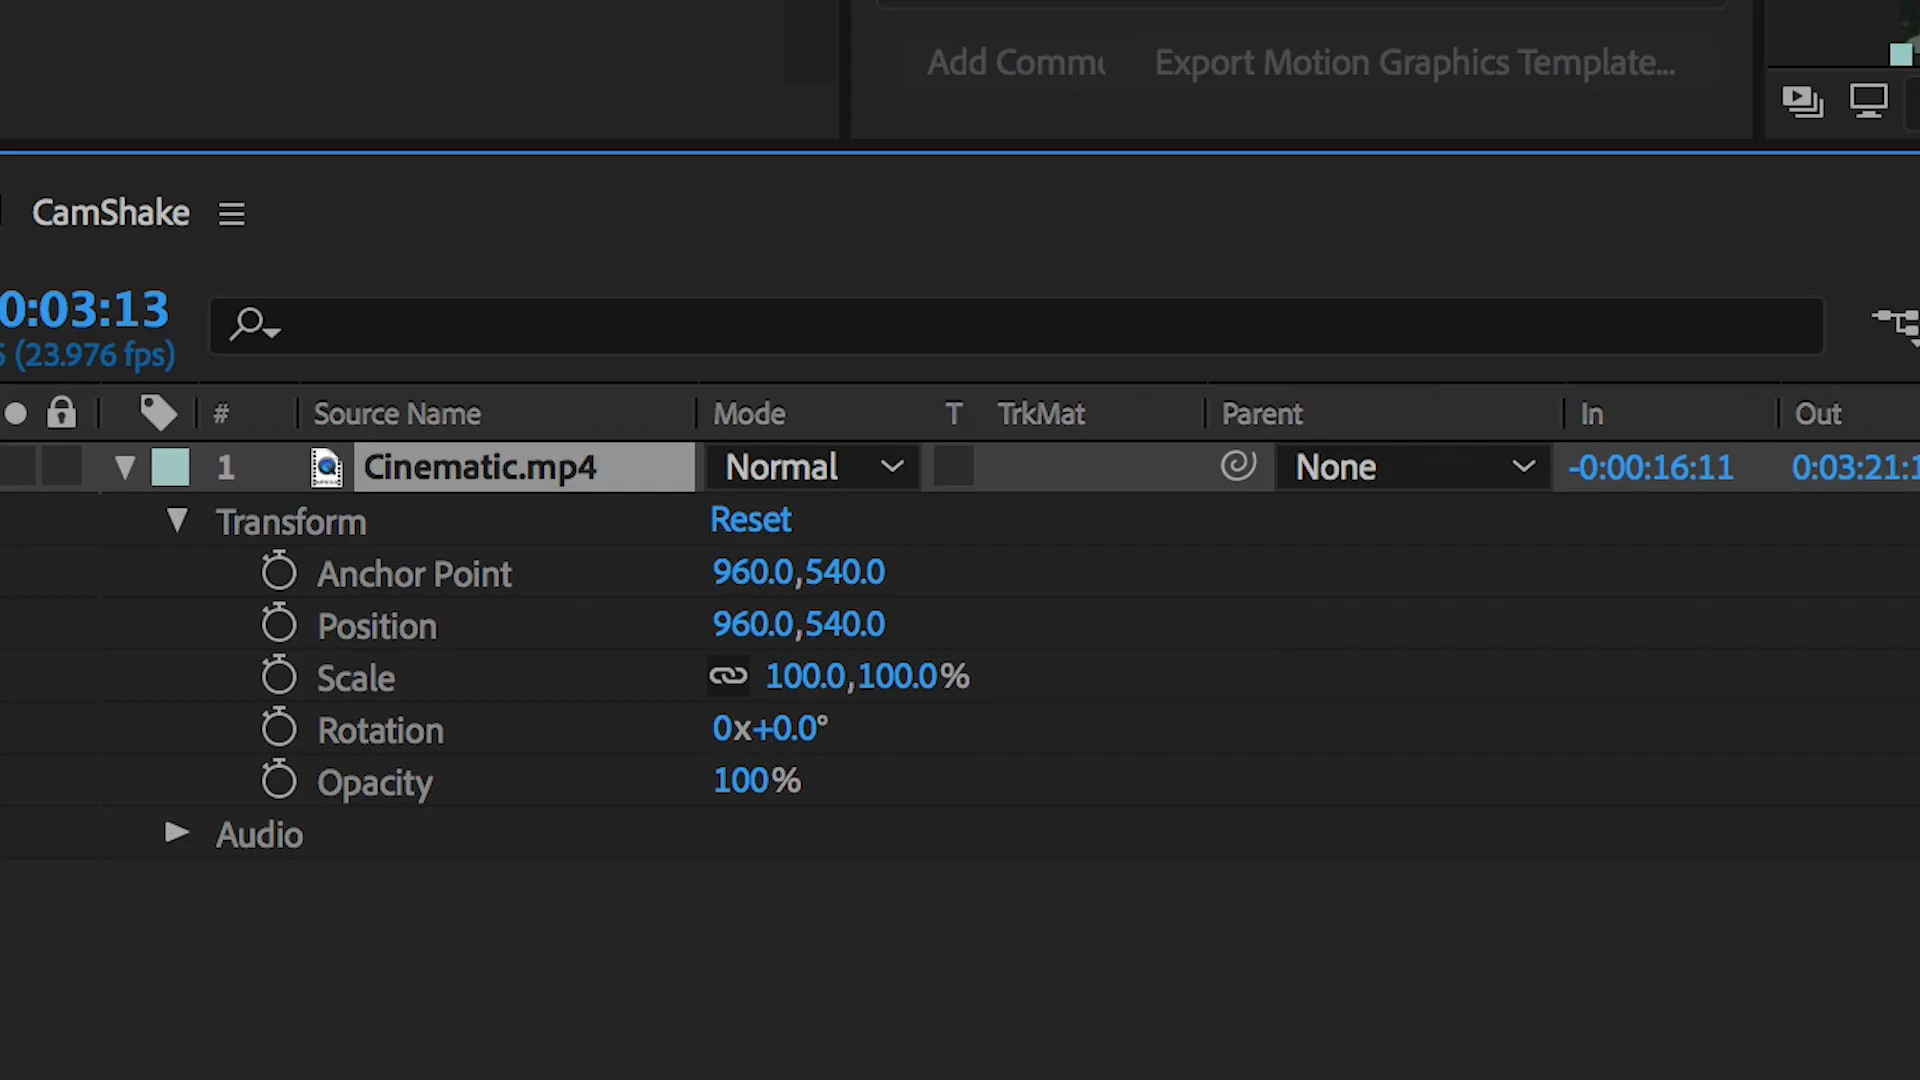 Add Comm Export Motion Graphics Template...
CamShake
0:03:13
(23.976 fps)
# Source Name Mode T TrkMat Parent In Out
1 Cinematic.mp4 Normal None -0:00:16:11 0:03:21:1
Transform Reset
Anchor Point 960.0,540.0
Position 960.0,540.0
Scale 100.0,100.0%
Rotation 0x+0.0°
Opacity 100%
Audio